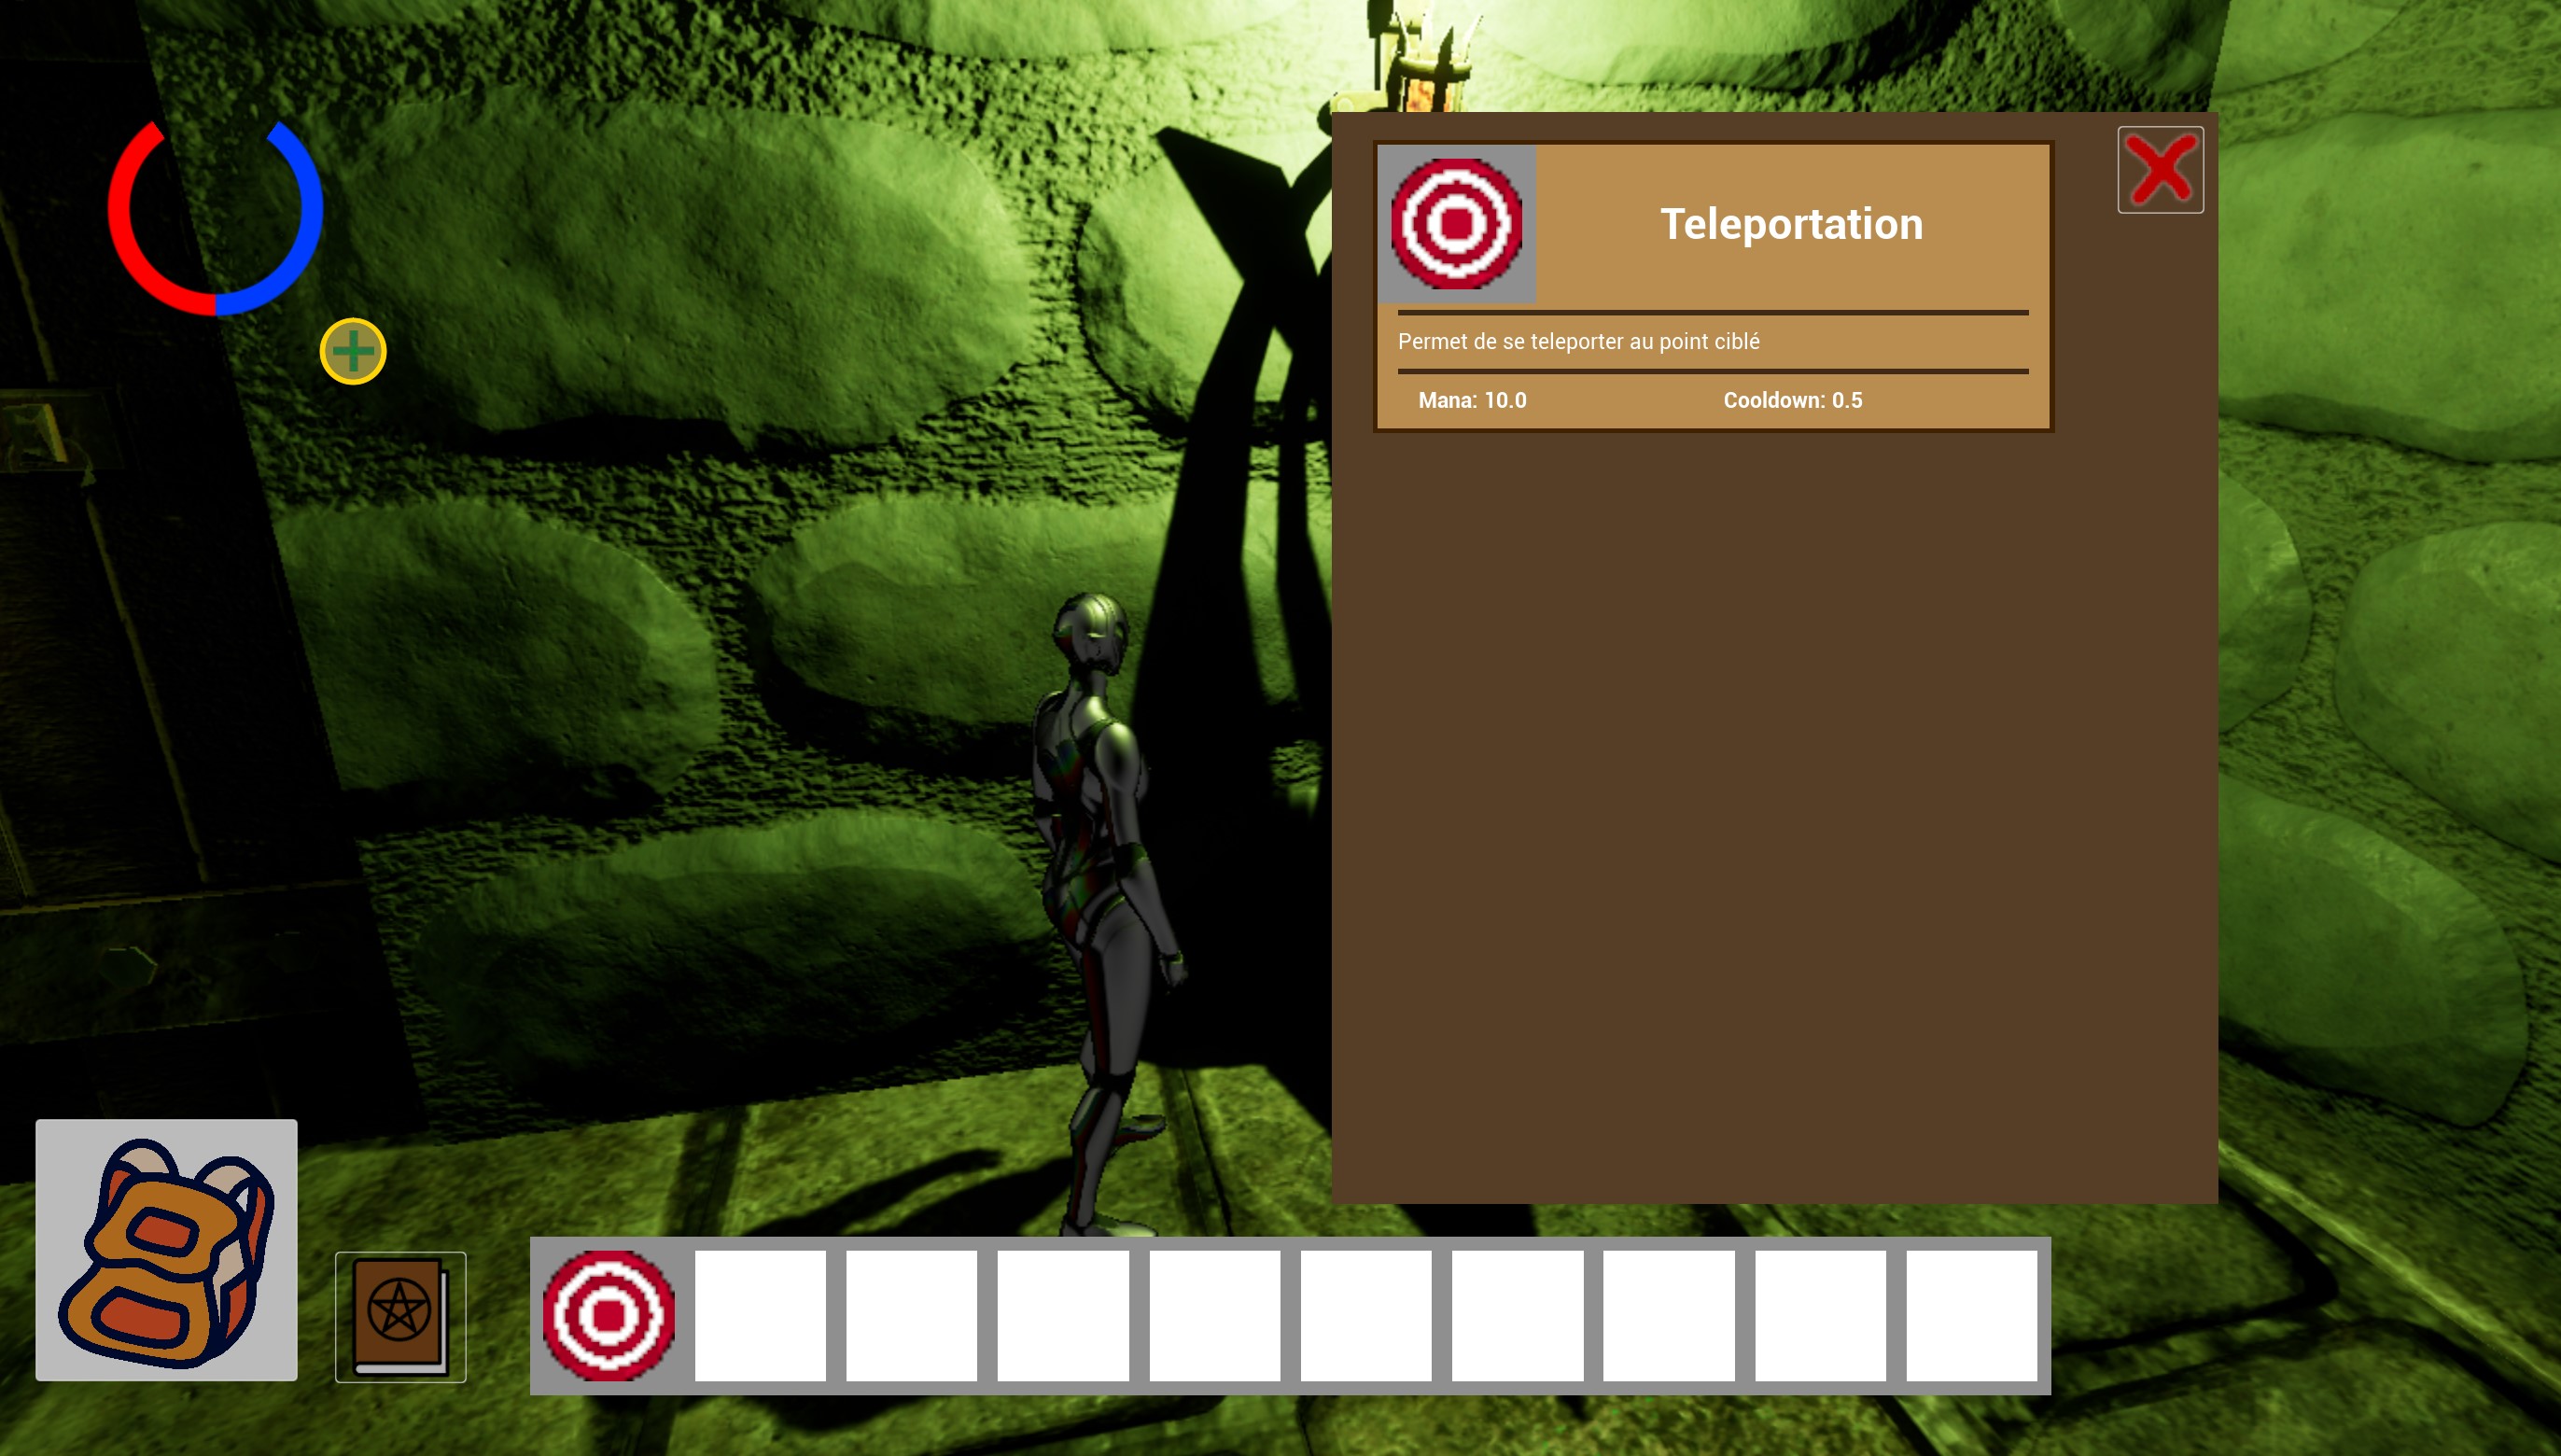 Teleportation
Permet de se teleporter au point ciblé
Mana: 10.0
Cooldown: 0.5